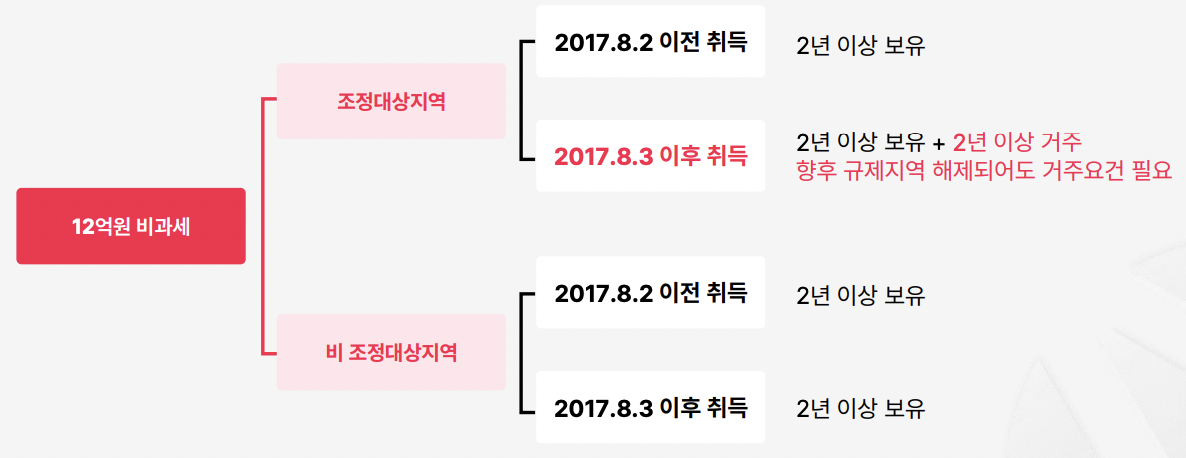 12억원 비과세
조정대상지역
2017.8.2 이전 취득
2년 이상 보유
2017.8.3 이후 취득
2년 이상 보유 + 2년 이상 거주
향후 규제지역 해제되어도 거주요건 필요
비 조정대상지역
2017.8.2 이전 취득
2년 이상 보유
2017.8.3 이후 취득
2년 이상 보유